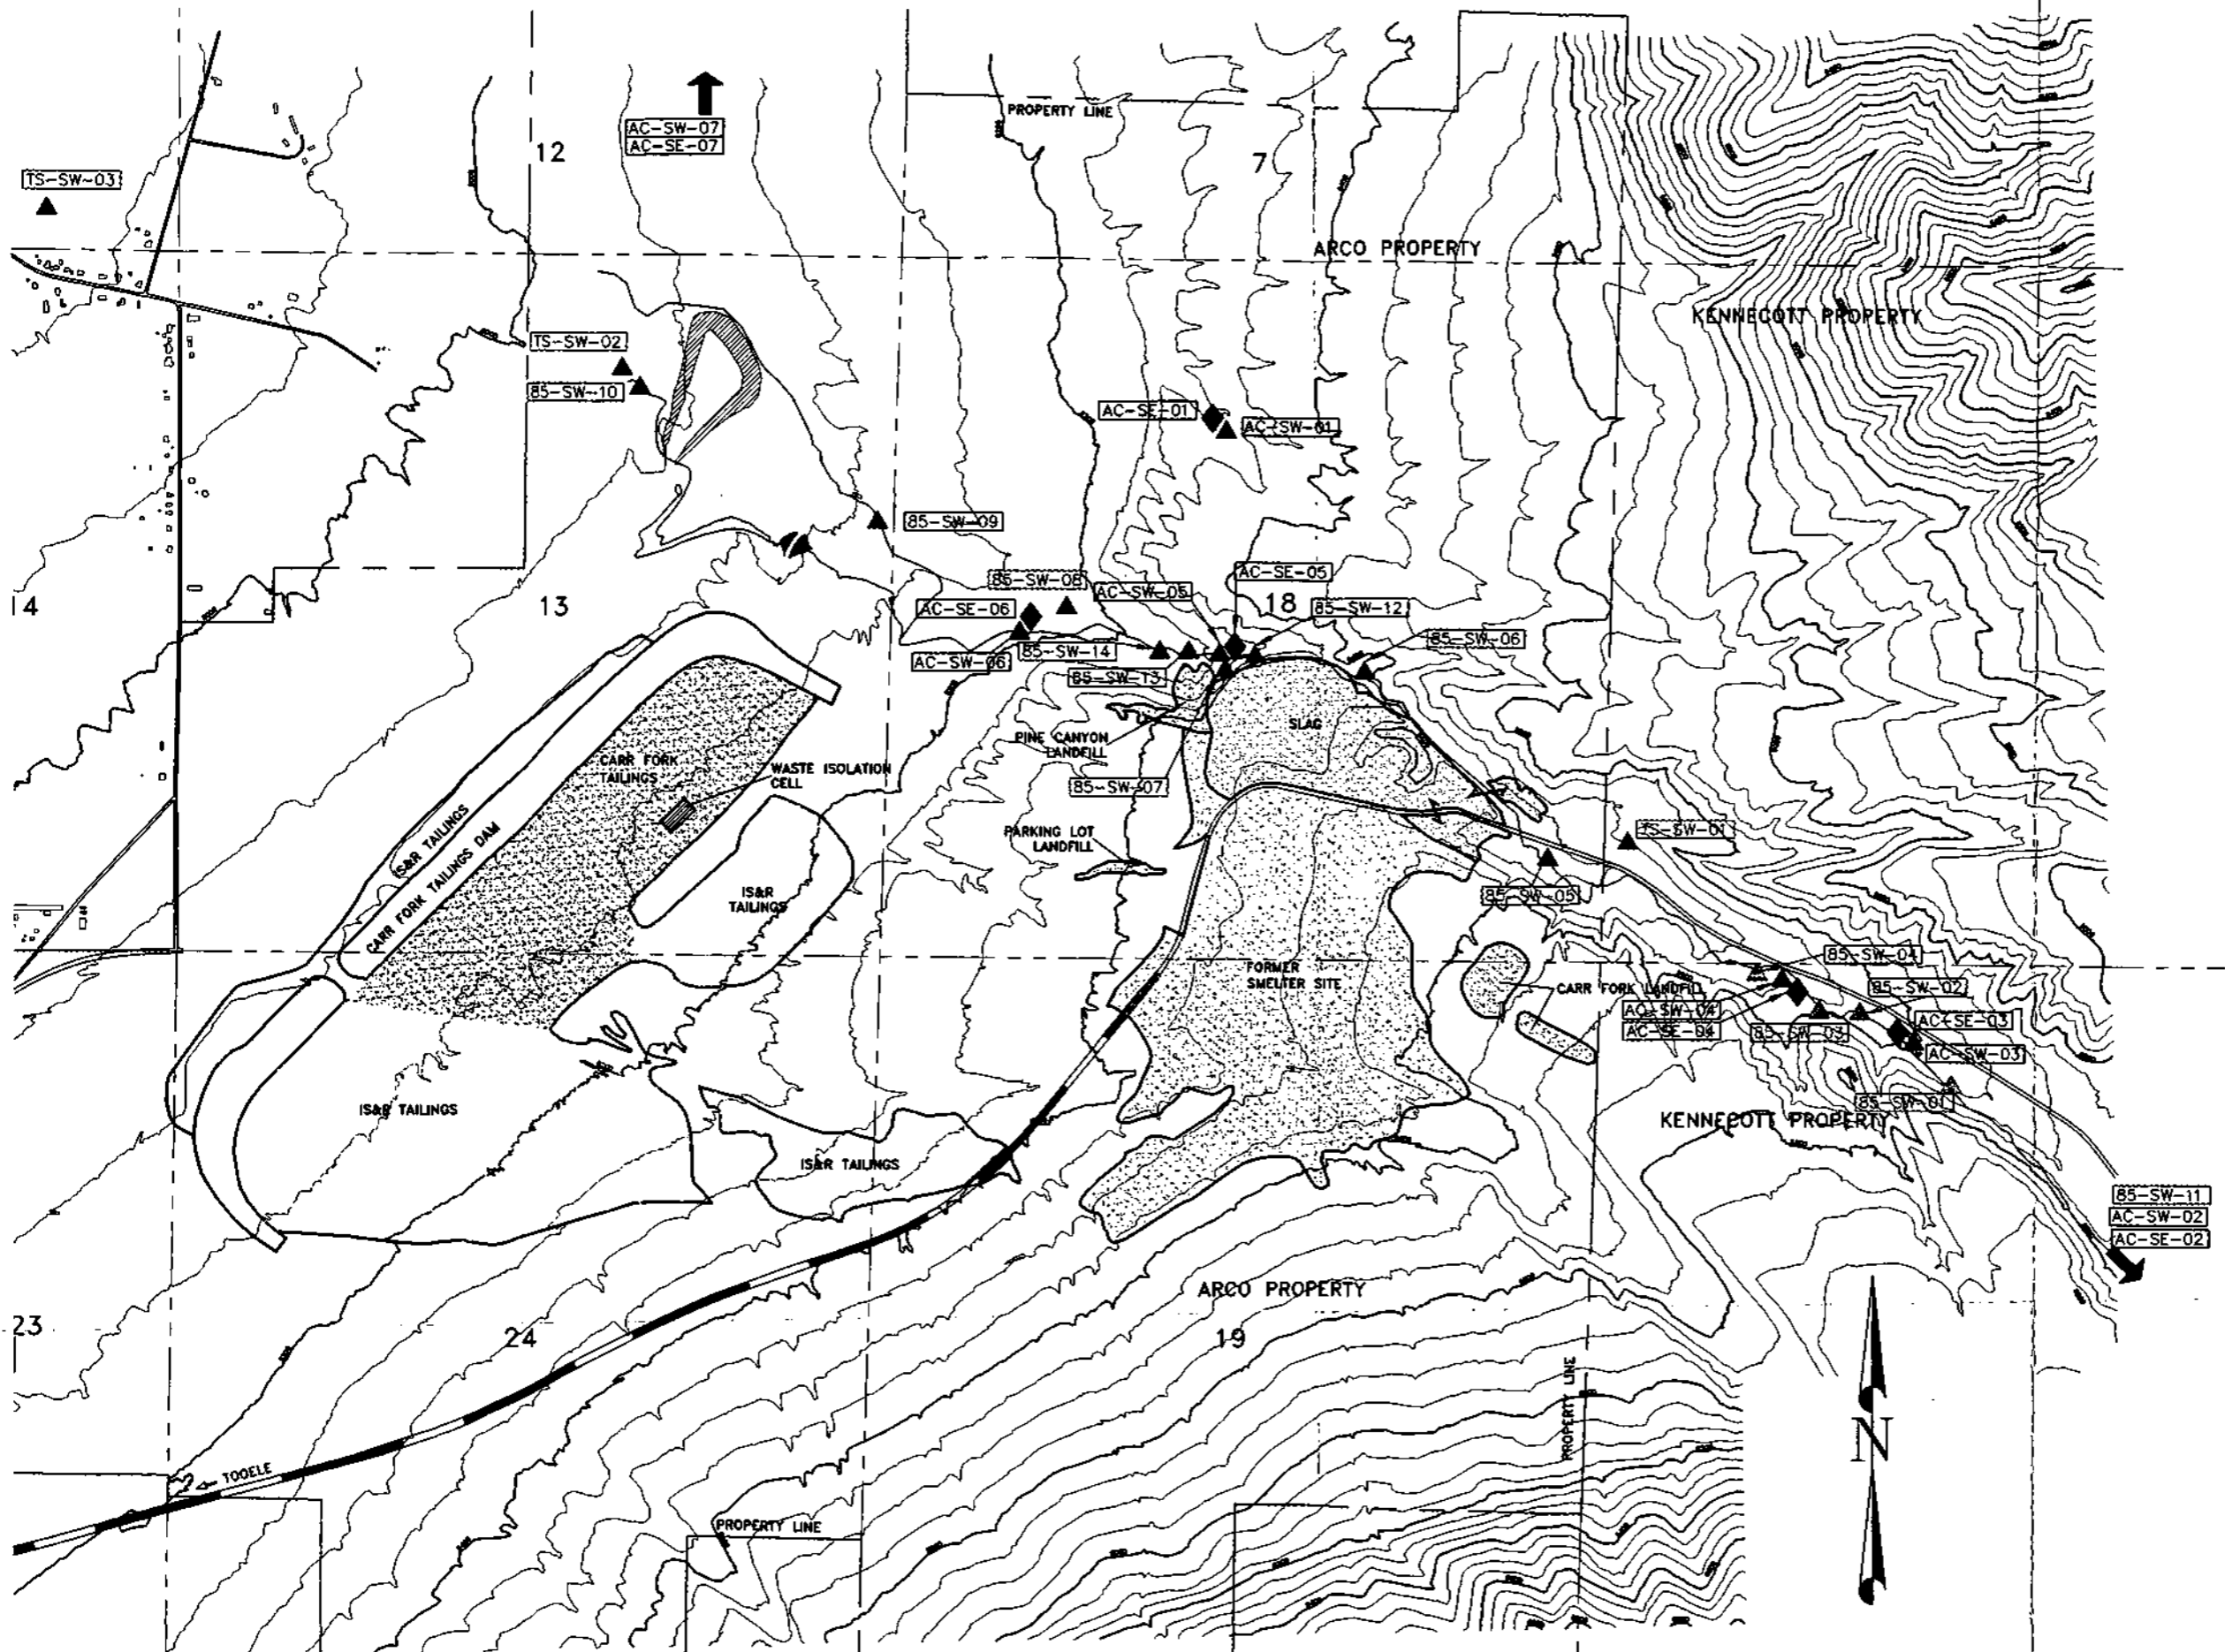 PROPERTY LINE
AC-SW-07
AC-SE-07
12
7
TS-SW-03
ARCO PROPERTY
KENNECOTT PROPERTY
TS-SW-02
85-SW-10
AC-SE-01
AC-SW-01
85-SW-09
85-SW-08
AC-SE-05
AC-SW-05
14
13
AC-SE-06
18
85-SW-12
85-SW-06
AC-SW-06
85-SW-14
85-SW-13
SLAG
PINE CANYON
LANDFILL
CARR FORK
TAILINGS
WASTE ISOLATION
CELL
85-SW-07
IS&R TAILINGS
CARR FORK TAILINGS DAM
PARKING LOT
LANDFILL
TS-SW-01
IS&R
TAILINGS
85-SW-05
FORMER
SMELTER SITE
85-SW-04
CARR FORK LANDFILL
85-SW-02
AC-SW-04
AC-SE-04
85-SW-03
AC-SE-03
AC-SW-03
IS&R TAILINGS
85-SW-01
KENNECOTT PROPERTY
IS&R TAILINGS
85-SW-11
AC-SW-02
AC-SE-02
ARCO PROPERTY
23
24
19
PROPERTY LINE
N
TOOELE
PROPERTY LINE